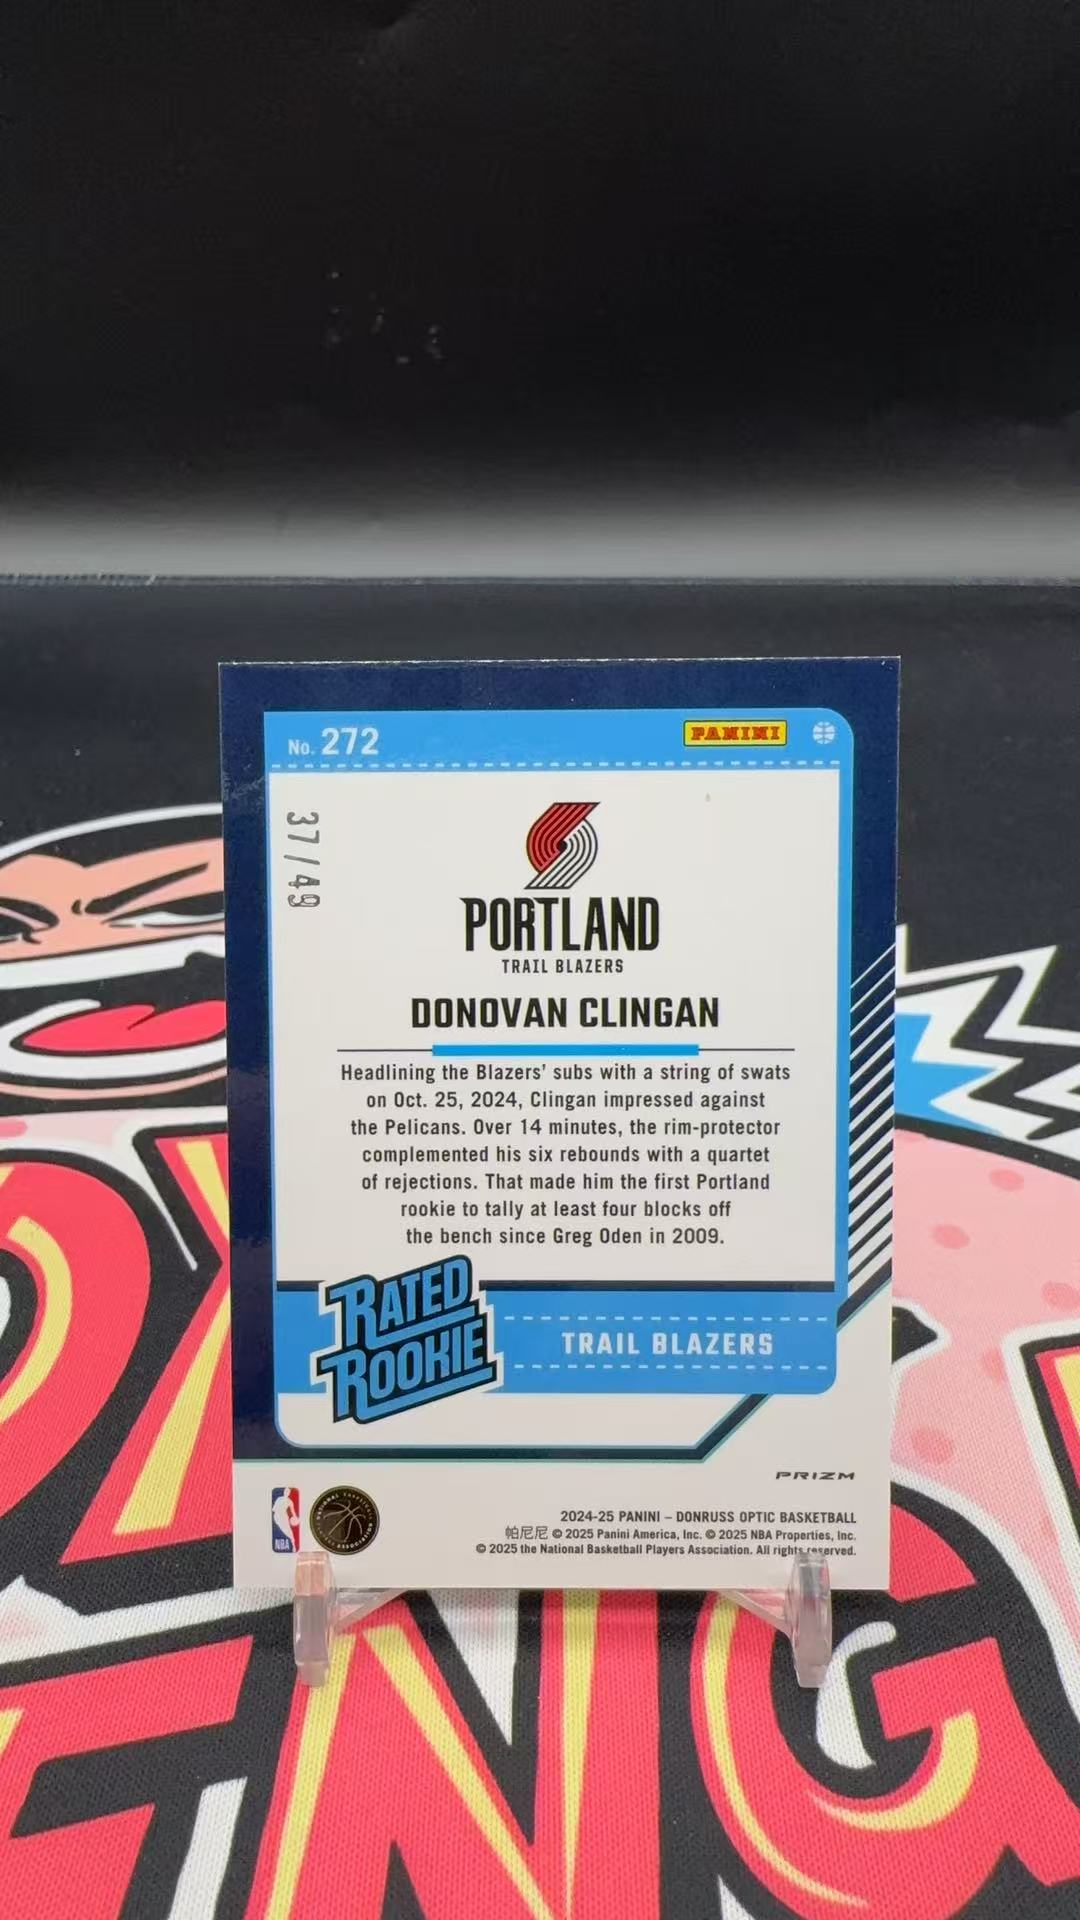 No. 272
PANINI
37/49
PORTLAND
TRAIL BLAZERS
DONOVAN CLINGAN
Headlining the Blazers' subs with a string of swats
on Oct. 25, 2024, Clingan impressed against
the Pelicans. Over 14 minutes, the rim-protector
complemented his six rebounds with a quartet
of rejections. That made him the first Portland
rookie to tally at least four blocks off
the bench since Greg Oden in 2009.
RATED
ROOKIE
TRAIL BLAZERS
PRIZM
NBA
2024-25 PANINI – DONRUSS OPTIC BASKETBALL
帕尼尼 © 2025 Panini America, Inc. © 2025 NBA Properties, Inc.
© 2025 the National Basketball Players Association. All rights reserved.